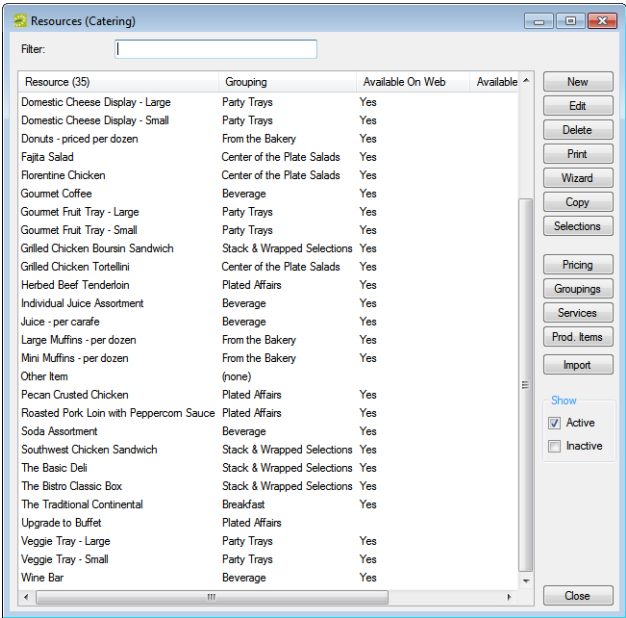 Resources (Catering)
Filter:
Resource (35) Grouping Available On Web Available
Domestic Cheese Display - Large Party Trays Yes
Domestic Cheese Display - Small Party Trays Yes
Donuts - priced per dozen From the Bakery Yes
Fajita Salad Center of the Plate Salads Yes
Florentine Chicken Center of the Plate Salads Yes
Gourmet Coffee Beverage Yes
Gourmet Fruit Tray - Large Party Trays Yes
Gourmet Fruit Tray - Small Party Trays Yes
Grilled Chicken Boursin Sandwich Stack & Wrapped Selections Yes
Grilled Chicken Tortellini Center of the Plate Salads Yes
Herbed Beef Tenderloin Plated Affairs Yes
Individual Juice Assortment Beverage Yes
Juice - per carafe Beverage Yes
Large Muffins - per dozen From the Bakery Yes
Mini Muffins - per dozen From the Bakery Yes
Other Item (none)
Pecan Crusted Chicken Plated Affairs Yes
Roasted Pork Loin with Peppercorn Sauce Plated Affairs Yes
Soda Assortment Beverage Yes
Southwest Chicken Sandwich Stack & Wrapped Selections Yes
The Basic Deli Stack & Wrapped Selections Yes
The Bistro Classic Box Stack & Wrapped Selections Yes
The Traditional Continental Breakfast Yes
Upgrade to Buffet Plated Affairs
Veggie Tray - Large Party Trays Yes
Veggie Tray - Small Party Trays Yes
Wine Bar Beverage Yes
New
Edit
Delete
Print
Wizard
Copy
Selections
Pricing
Groupings
Services
Prod. Items
Import
Show
Active
Inactive
Close